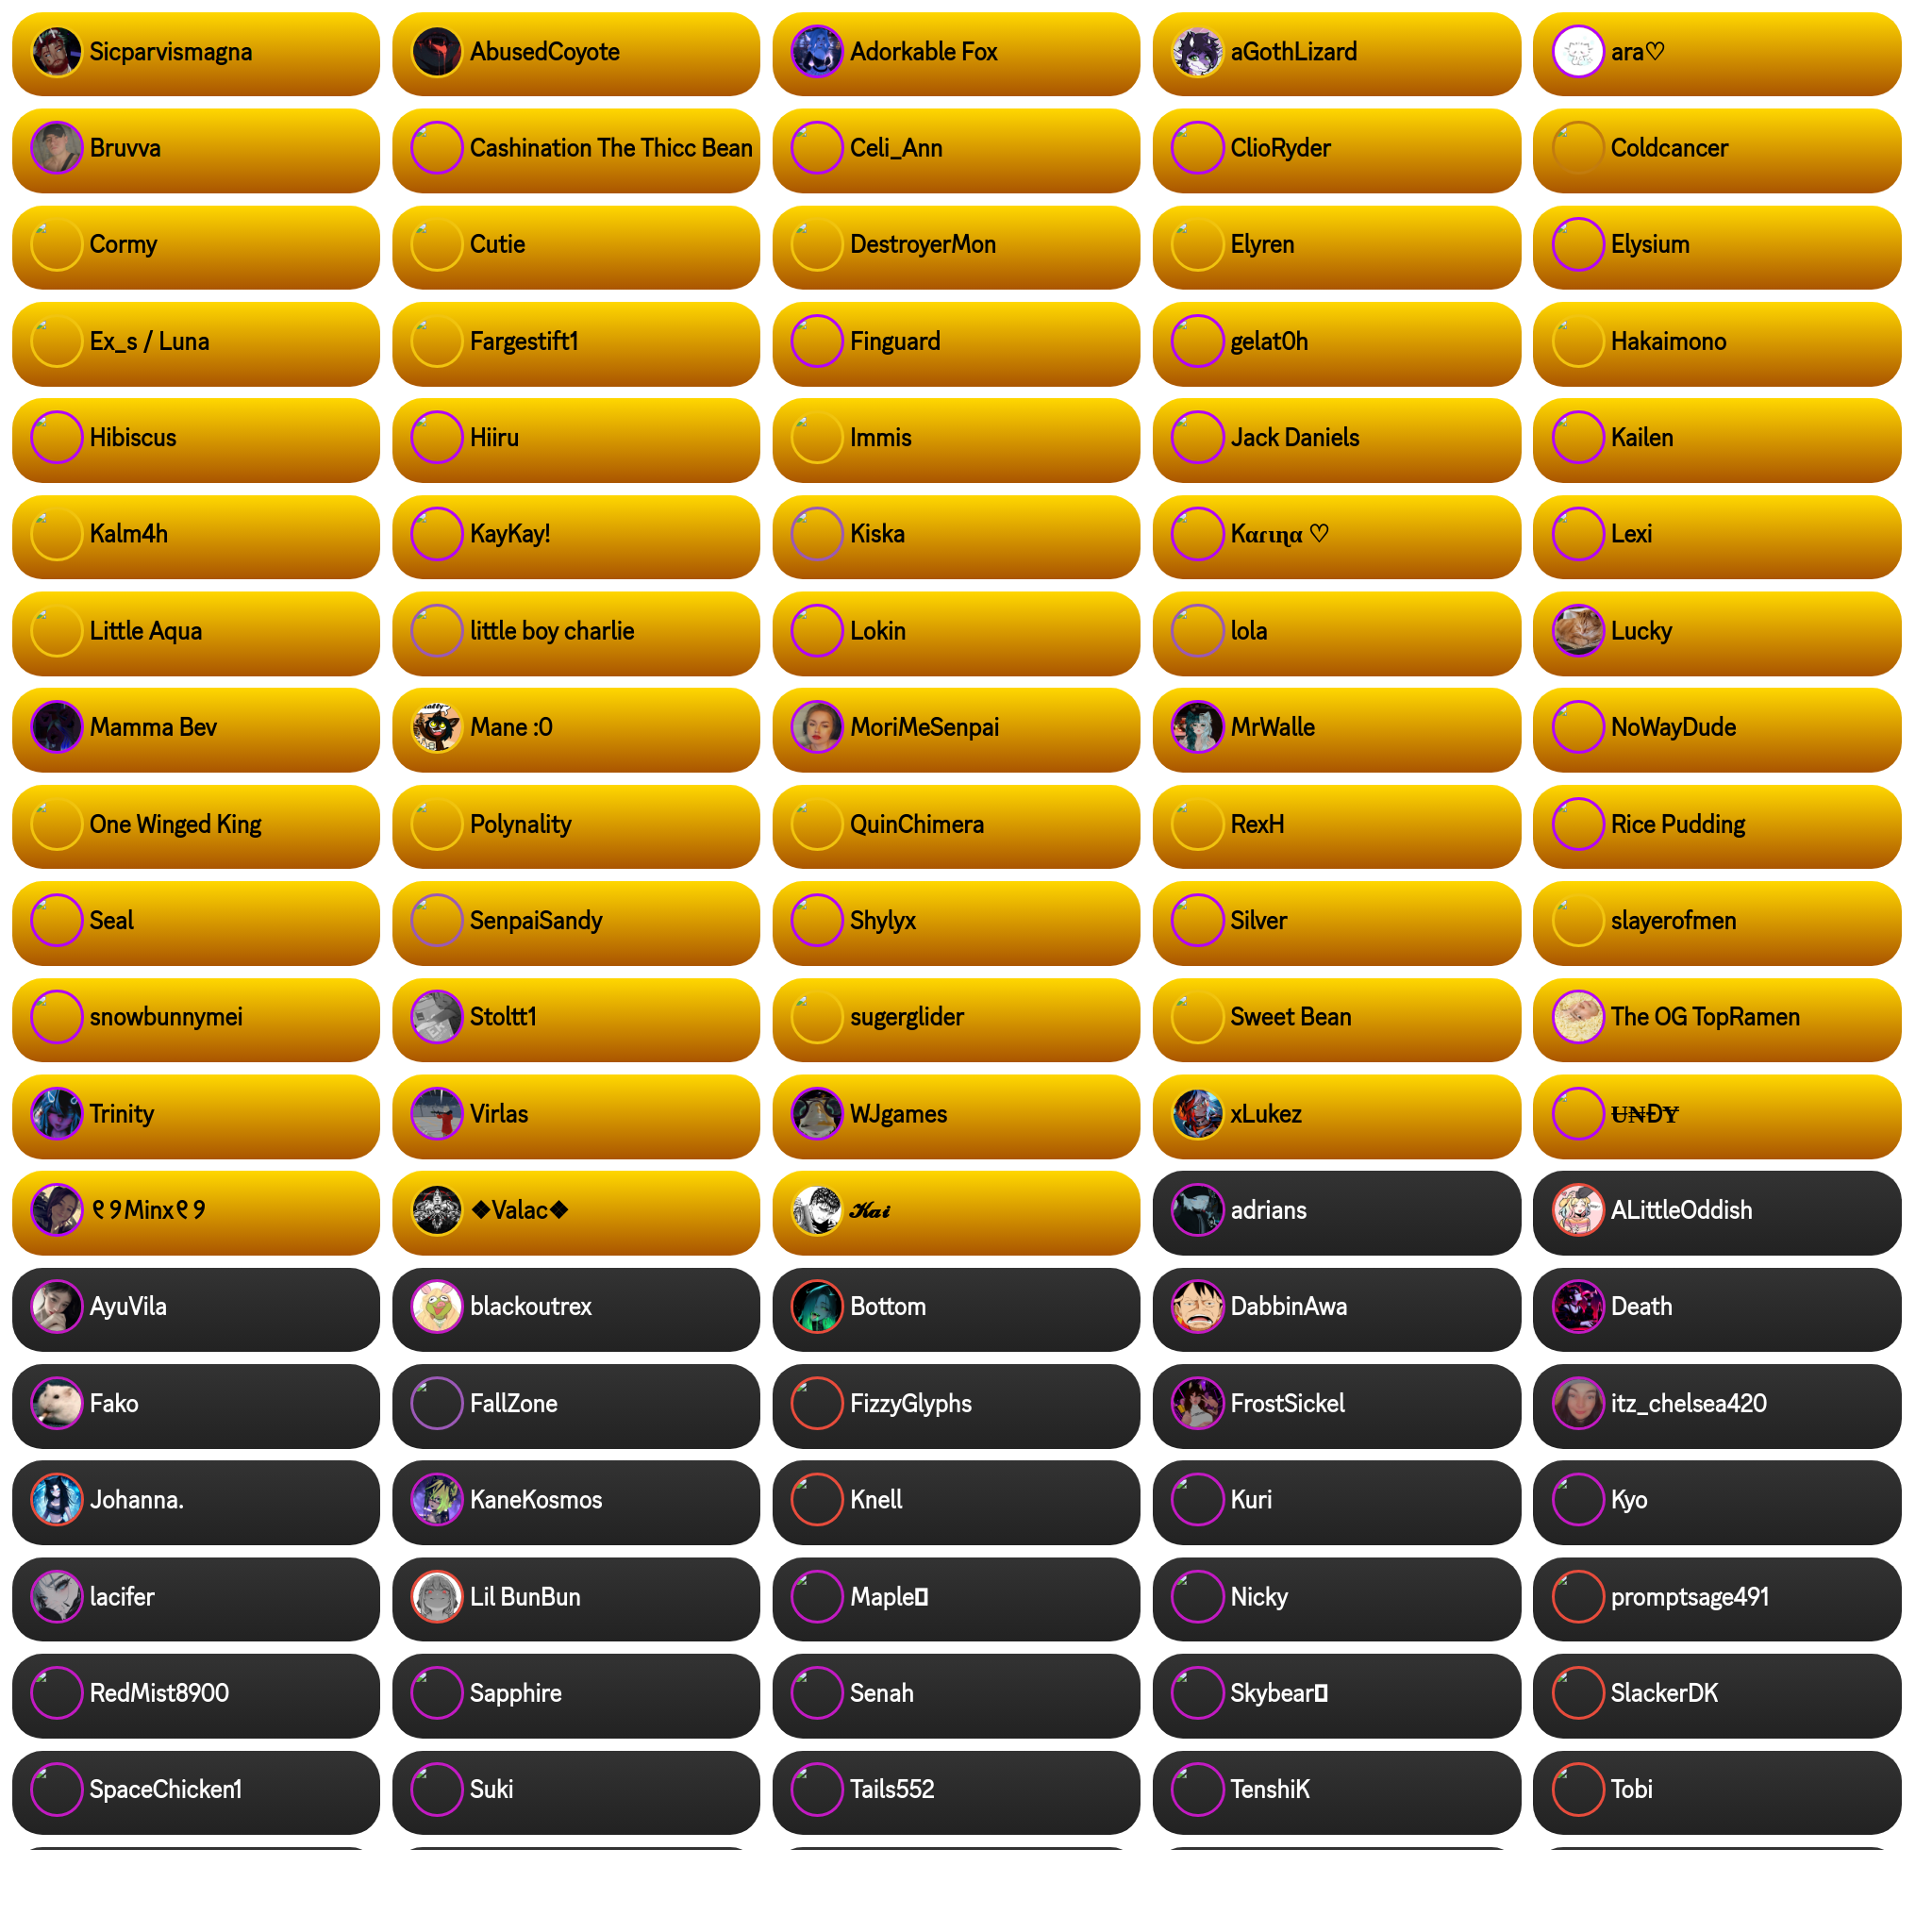 Sicparvismagna
AbusedCoyote
Adorkable Fox
aGothLizard
ara♡
Bruvva
Cashination The Thicc Bean
Celi_Ann
ClioRyder
Coldcancer
Cormy
Cutie
DestroyerMon
Elyren
Elysium
Ex_s / Luna
Fargestift1
Finguard
gelat0h
Hakaimono
Hibiscus
Hiiru
Immis
Jack Daniels
Kailen
Kalm4h
KayKay!
Kiska
Kαɾιɳα ♡
Lexi
Little Aqua
little boy charlie
Lokin
lola
Lucky
Mamma Bev
Mane :0
MoriMeSenpai
MrWalle
NoWayDude
One Winged King
Polynality
QuinChimera
RexH
Rice Pudding
Seal
SenpaiSandy
Shylyx
Silver
slayerofmen
snowbunnymei
Stoltt1
sugerglider
Sweet Bean
The OG TopRamen
Trinity
Virlas
WJgames
xLukez
U̶N̶ĐY̶
୧୨Minx୧୨
❖Valac❖
𝓚𝓪𝓲
adrians
ALittleOddish
AyuVila
blackoutrex
Bottom
DabbinAwa
Death
Fako
FallZone
FizzyGlyphs
FrostSickel
itz_chelsea420
Johanna.
KaneKosmos
Knell
Kuri
Kyo
lacifer
Lil BunBun
Maple
Nicky
promptsage491
RedMist8900
Sapphire
Senah
Skybear
SlackerDK
SpaceChicken1
Suki
Tails552
TenshiK
Tobi